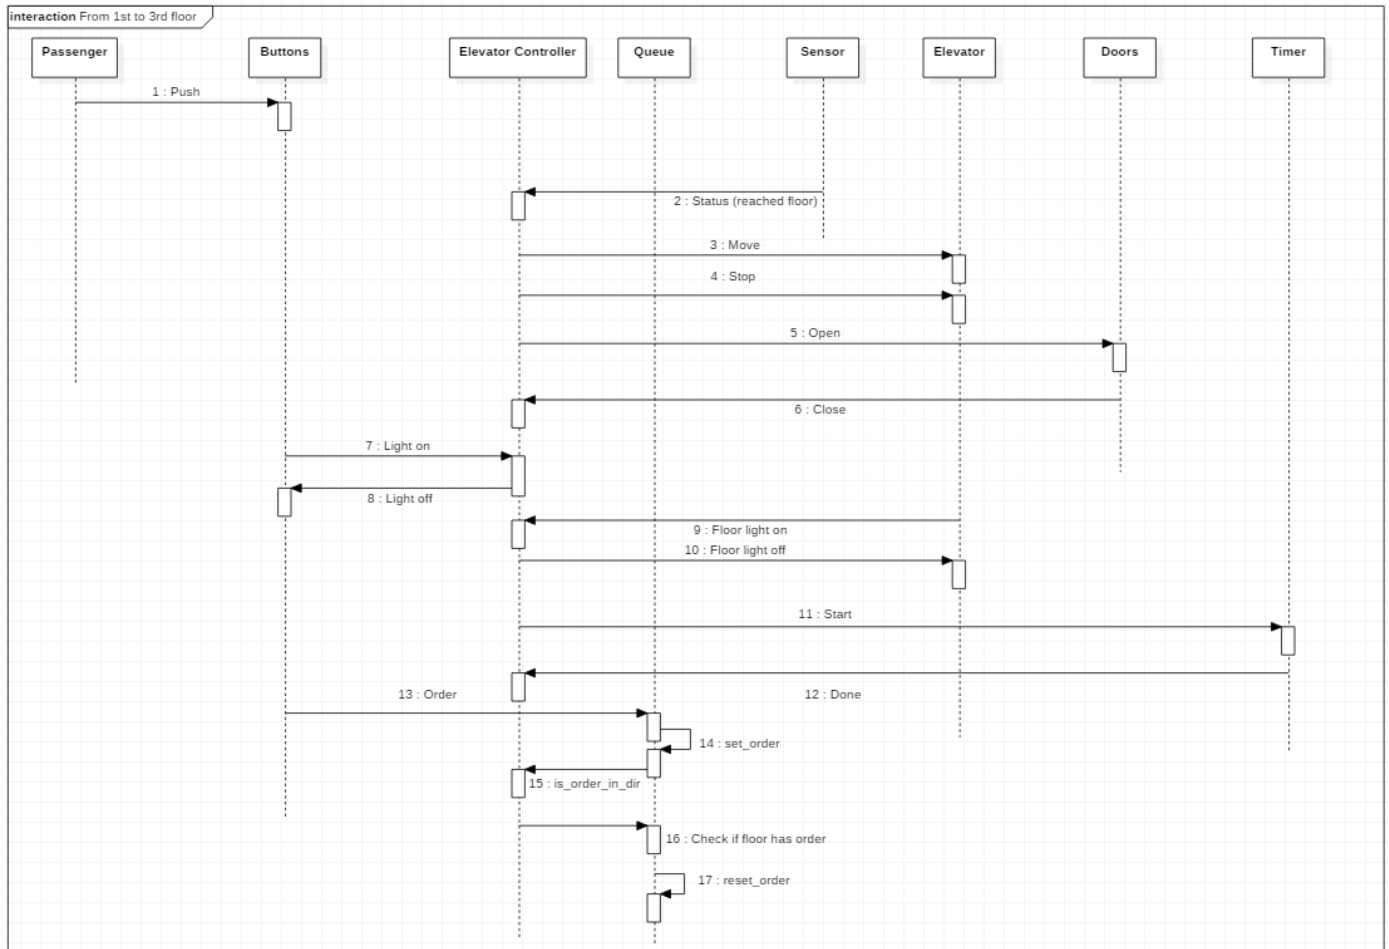 interaction From 1st to 3rd floor
Passenger
Buttons
Elevator Controller
Queue
Sensor
Elevator
Doors
Timer
1 : Push
2 : Status (reached floor)
3 : Move
4 : Stop
5 : Open
6 : Close
7 : Light on
8 : Light off
9 : Floor light on
10 : Floor light off
11 : Start
12 : Done
13 : Order
14 : set_order
15 : is_order_in_dir
16 : Check if floor has order
17 : reset_order